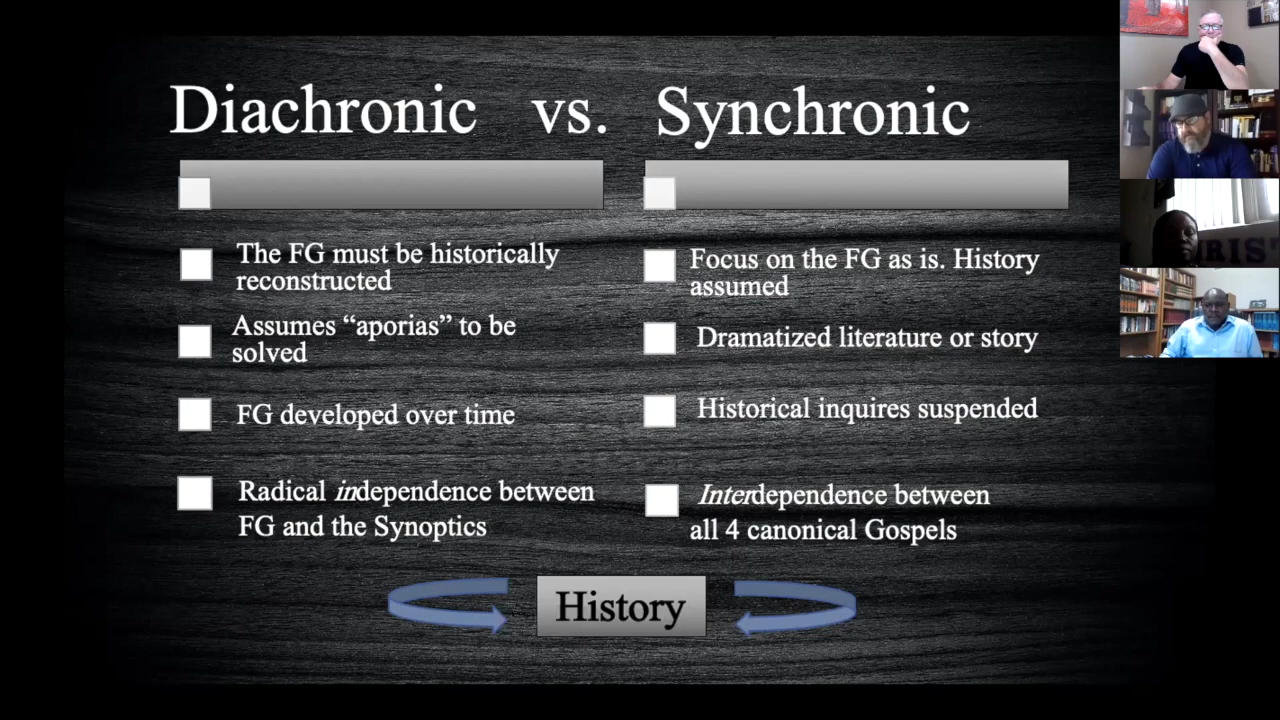 Diachronic vs. Synchronic
The FG must be historically
reconstructed
Assumes “aporias” to be
solved
FG developed over time
Radical independence between
FG and the Synoptics
Focus on the FG as is. History
assumed
Dramatized literature or story
Historical inquires suspended
Interdependence between
all 4 canonical Gospels
History
RIST